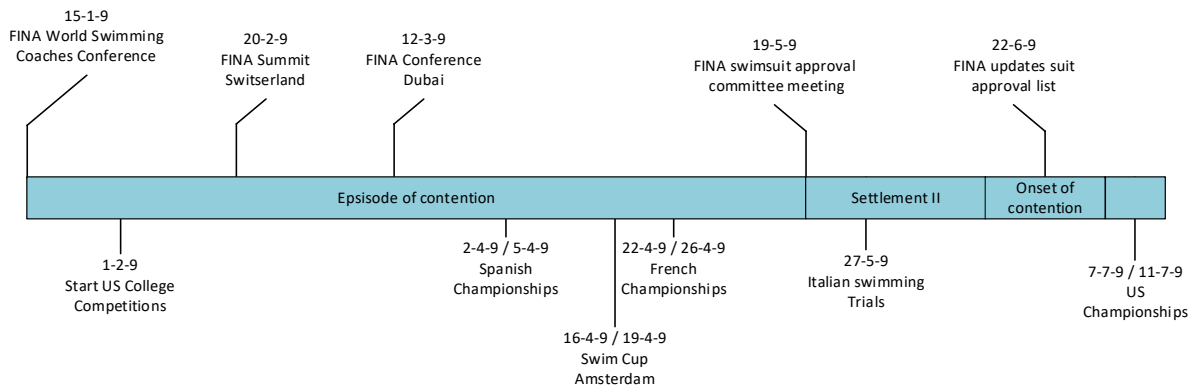 15-1-9
FINA World Swimming
Coaches Conference
20-2-9
FINA Summit
Switserland
12-3-9
FINA Conference
Dubai
19-5-9
FINA swimsuit approval
committee meeting
22-6-9
FINA updates suit
approval list
Epsisode of contention
Settlement II
Onset of
contention
1-2-9
Start US College
Competitions
2-4-9 / 5-4-9
Spanish
Championships
16-4-9 / 19-4-9
Swim Cup
Amsterdam
22-4-9 / 26-4-9
French
Championships
27-5-9
Italian swimming
Trials
7-7-9 / 11-7-9
US
Championships